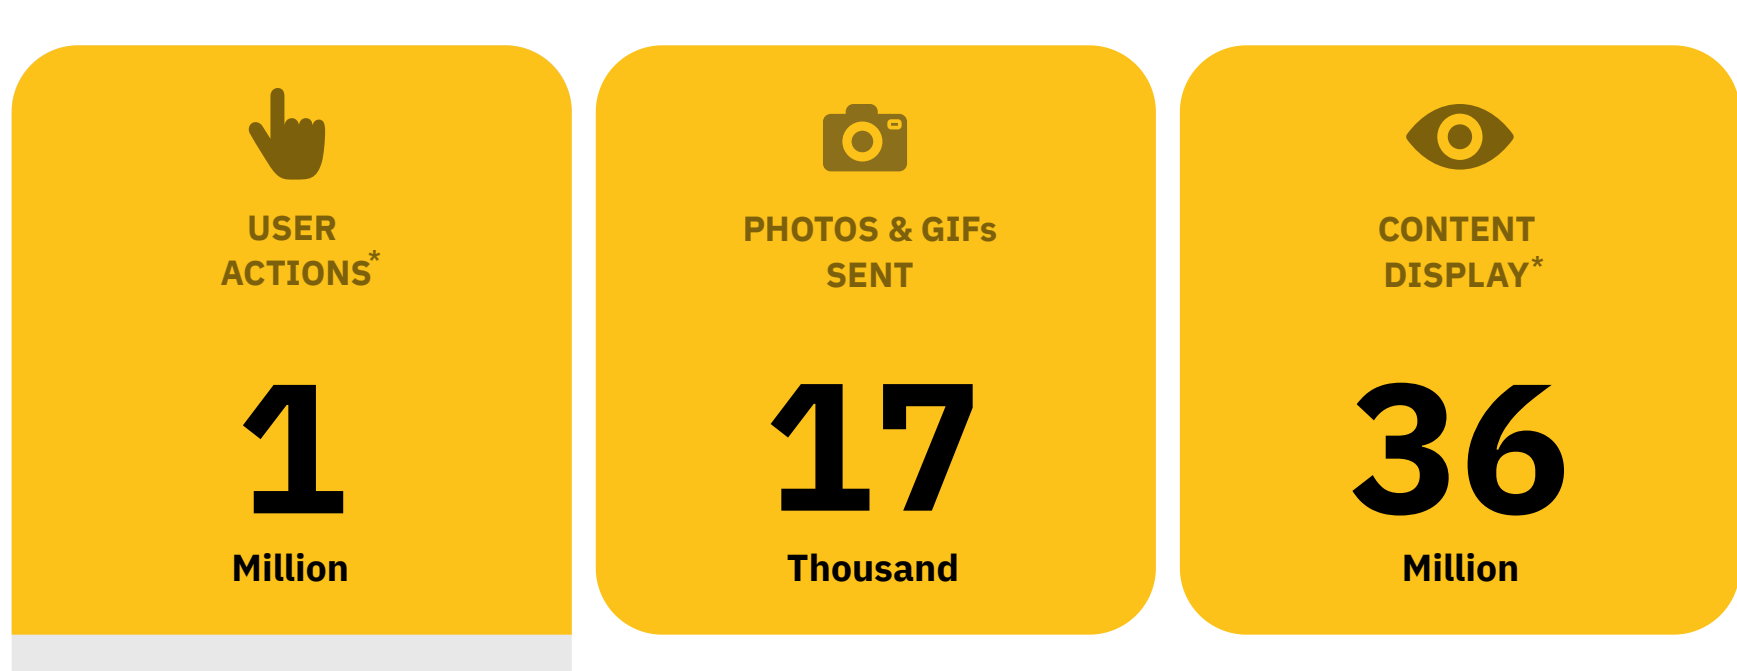 USER
ACTIONS*
1
Million
PHOTOS & GIFs
SENT
17
Thousand
CONTENT
DISPLAY*
36
Million